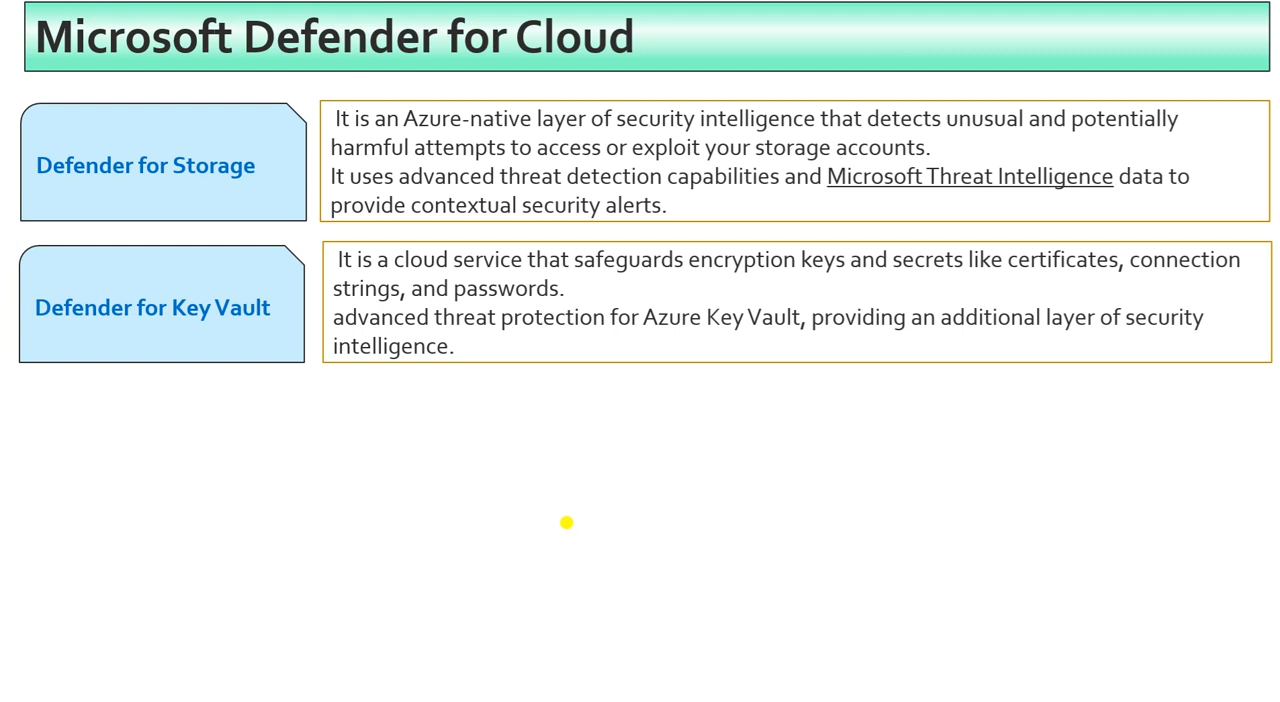 Microsoft Defender for Cloud
Defender for Storage
It is an Azure-native layer of security intelligence that detects unusual and potentially
harmful attempts to access or exploit your storage accounts.
It uses advanced threat detection capabilities and Microsoft Threat Intelligence data to
provide contextual security alerts.
Defender for Key Vault
It is a cloud service that safeguards encryption keys and secrets like certificates, connection
strings, and passwords.
advanced threat protection for Azure Key Vault, providing an additional layer of security
intelligence.